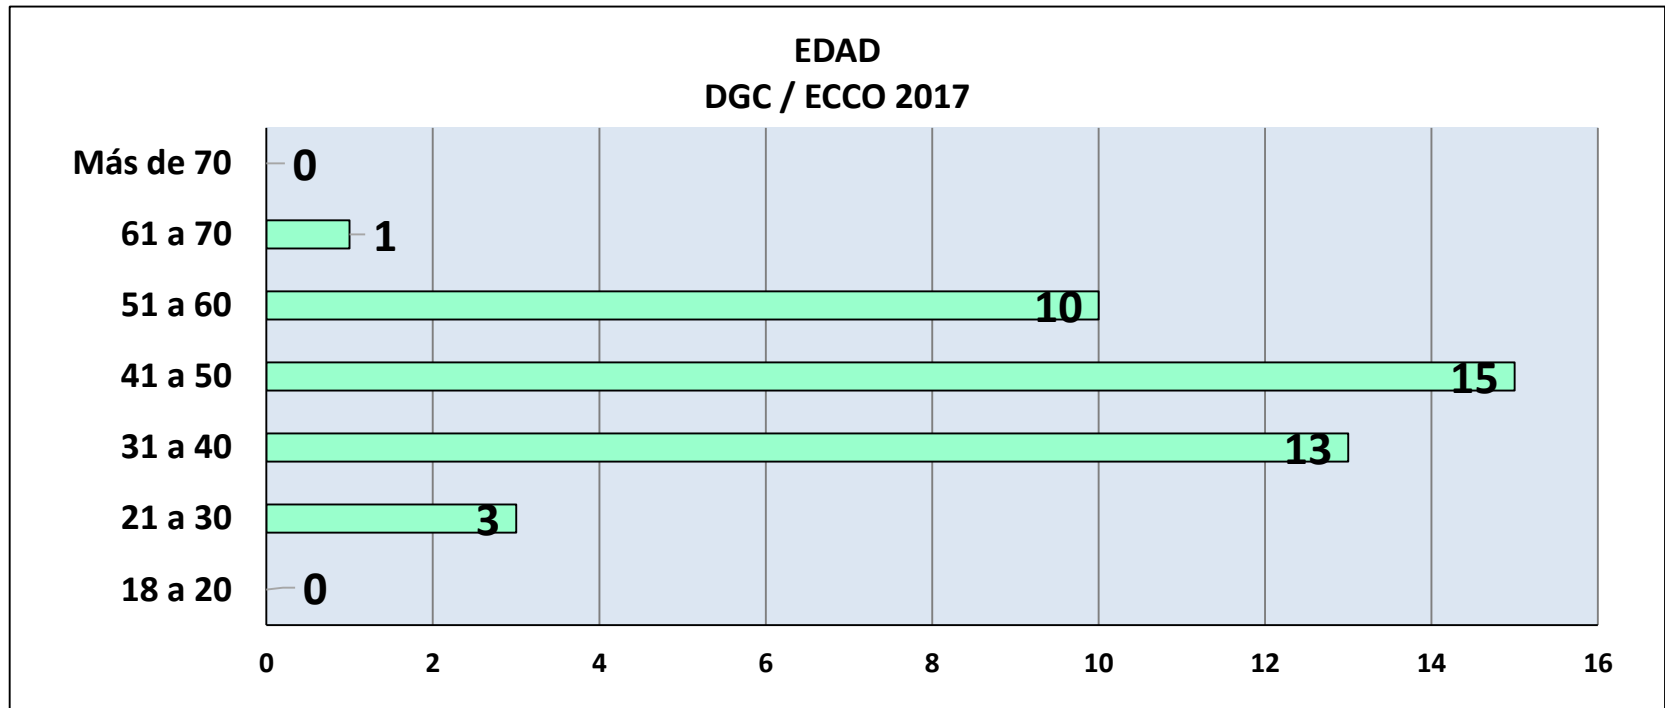 EDAD
DGC / ECCO 2017
Más de 70 0
61 a 70 1
51 a 60 10
41 a 50 15
31 a 40 13
21 a 30 3
18 a 20 0
0 2 4 6 8 10 12 14 16